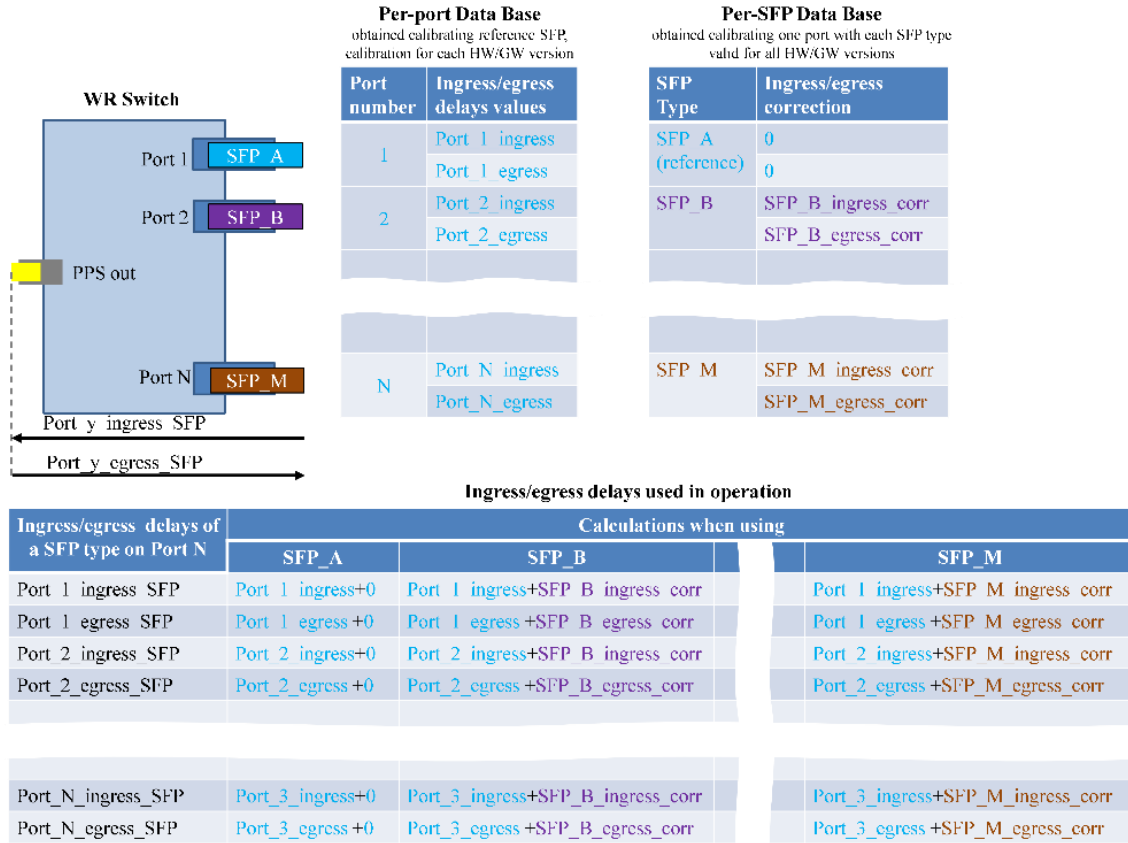 Per-port Data Base
obtained calibrating reference SFP,
calibration for each HW/GW version
Per-SFP Data Base
obtained calibrating one port with each SFP type
valid for all HW/GW versions
WR Switch
Port 1
SFP_A
Port 2
SFP_B
PPS out
Port N
SFP_M
Port_y_ingress_SFP
Port_y_egress_SFP
Port number Ingress/egress delays values
1 Port_1_ingress
Port_1_egress
2 Port_2_ingress
Port_2_egress
N Port_N_ingress
Port_N_egress
SFP Type Ingress/egress correction
SFP_A (reference) 0
0
SFP_B SFP_B_ingress_corr
SFP_B_egress_corr
SFP_M SFP_M_ingress_corr
SFP_M_egress_corr
Ingress/egress delays used in operation
Ingress/egress delays of a SFP type on Port N Calculations when using
SFP_A SFP_B SFP_M
Port_1_ingress_SFP Port_1_ingress+0 Port_1_ingress+SFP_B_ingress_corr Port_1_ingress+SFP_M_ingress_corr
Port_1_egress_SFP Port_1_egress +0 Port_1_egress +SFP_B_egress_corr Port_1_egress +SFP_M_egress_corr
Port_2_ingress_SFP Port_2_ingress+0 Port_2_ingress+SFP_B_ingress_corr Port_2_ingress+SFP_M_ingress_corr
Port_2_egress_SFP Port_2_egress +0 Port_2_egress +SFP_B_egress_corr Port_2_egress +SFP_M_egress_corr
Port_N_ingress_SFP Port_3_ingress+0 Port_3_ingress+SFP_B_ingress_corr Port_3_ingress+SFP_M_ingress_corr
Port_N_egress_SFP Port_3_egress +0 Port_3_egress +SFP_B_egress_corr Port_3_egress +SFP_M_egress_corr